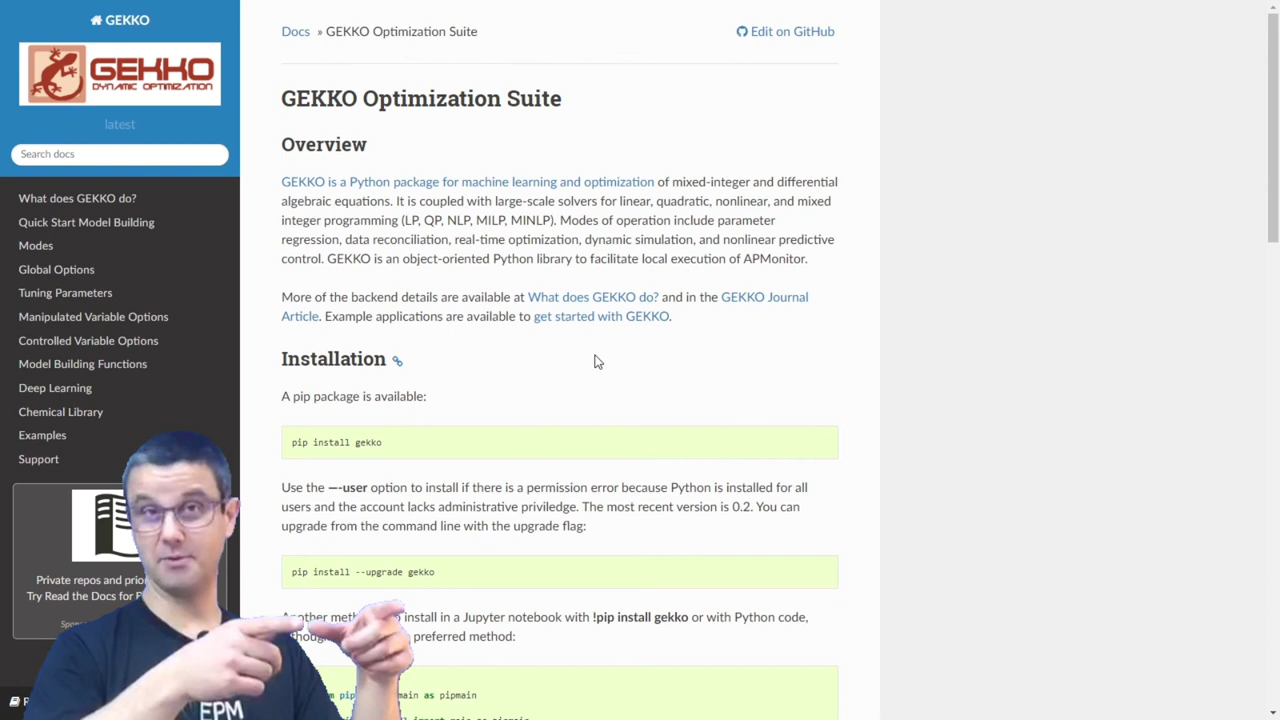 GEKKO
GEKKO
DYNAMIC OPTIMIZATION
latest
Search docs
What does GEKKO do?
Quick Start Model Building
Modes
Global Options
Tuning Parameters
Manipulated Variable Options
Controlled Variable Options
Model Building Functions
Deep Learning
Chemical Library
Examples
Support
Private repos and
Try Read the Docs for
EPM
Docs » GEKKO Optimization Suite
Edit on GitHub
GEKKO Optimization Suite
Overview
GEKKO is a Python package for machine learning and optimization of mixed-integer and differential
algebraic equations. It is coupled with large-scale solvers for linear, quadratic, nonlinear, and mixed
integer programming (LP, QP, NLP, MILP, MINLP). Modes of operation include parameter
regression, data reconciliation, real-time optimization, dynamic simulation, and nonlinear predictive
control. GEKKO is an object-oriented Python library to facilitate local execution of APMonitor.
More of the backend details are available at What does GEKKO do? and in the GEKKO Journal
Article. Example applications are available to get started with GEKKO.
Installation
A pip package is available:
pip install gekko
Use the —-user option to install if there is a permission error because Python is installed for all
users and the account lacks administrative priviledge. The most recent version is 0.2. You can
upgrade from the command line with the upgrade flag:
pip install --upgrade gekko
Another install in a Jupyter notebook with !pip install gekko or with Python code,
preferred method:
pip main as pipmain